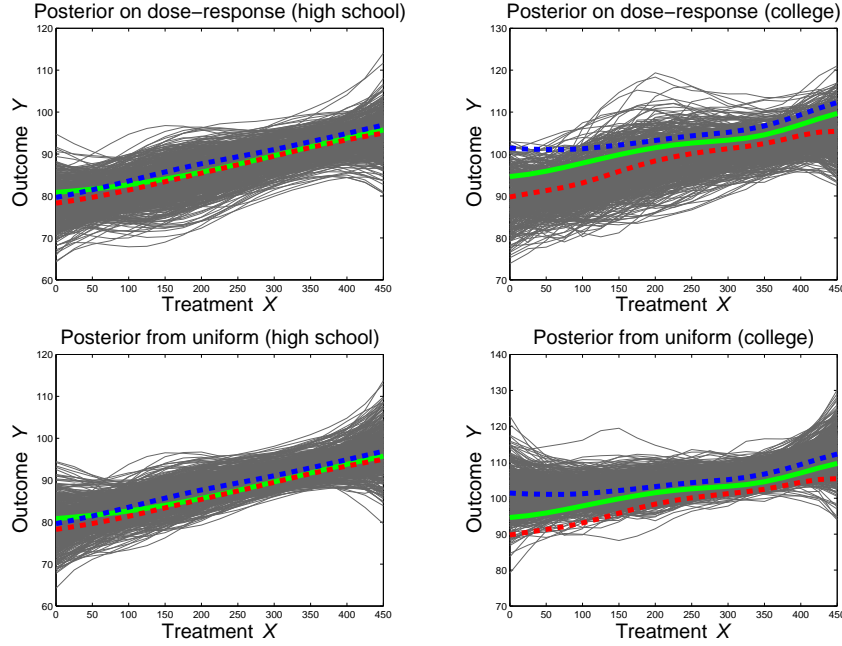 Posterior on dose−response (high school)
120
110
100
90
80
70
60
Outcome Y
0 50 100 150 200 250 300 350 400 450
Treatment X
Posterior on dose−response (college)
130
120
110
100
90
80
70
Outcome Y
0 50 100 150 200 250 300 350 400 450
Treatment X
Posterior from uniform (high school)
120
110
100
90
80
70
60
Outcome Y
0 50 100 150 200 250 300 350 400 450
Treatment X
Posterior from uniform (college)
140
130
120
110
100
90
80
70
Outcome Y
0 50 100 150 200 250 300 350 400 450
Treatment X